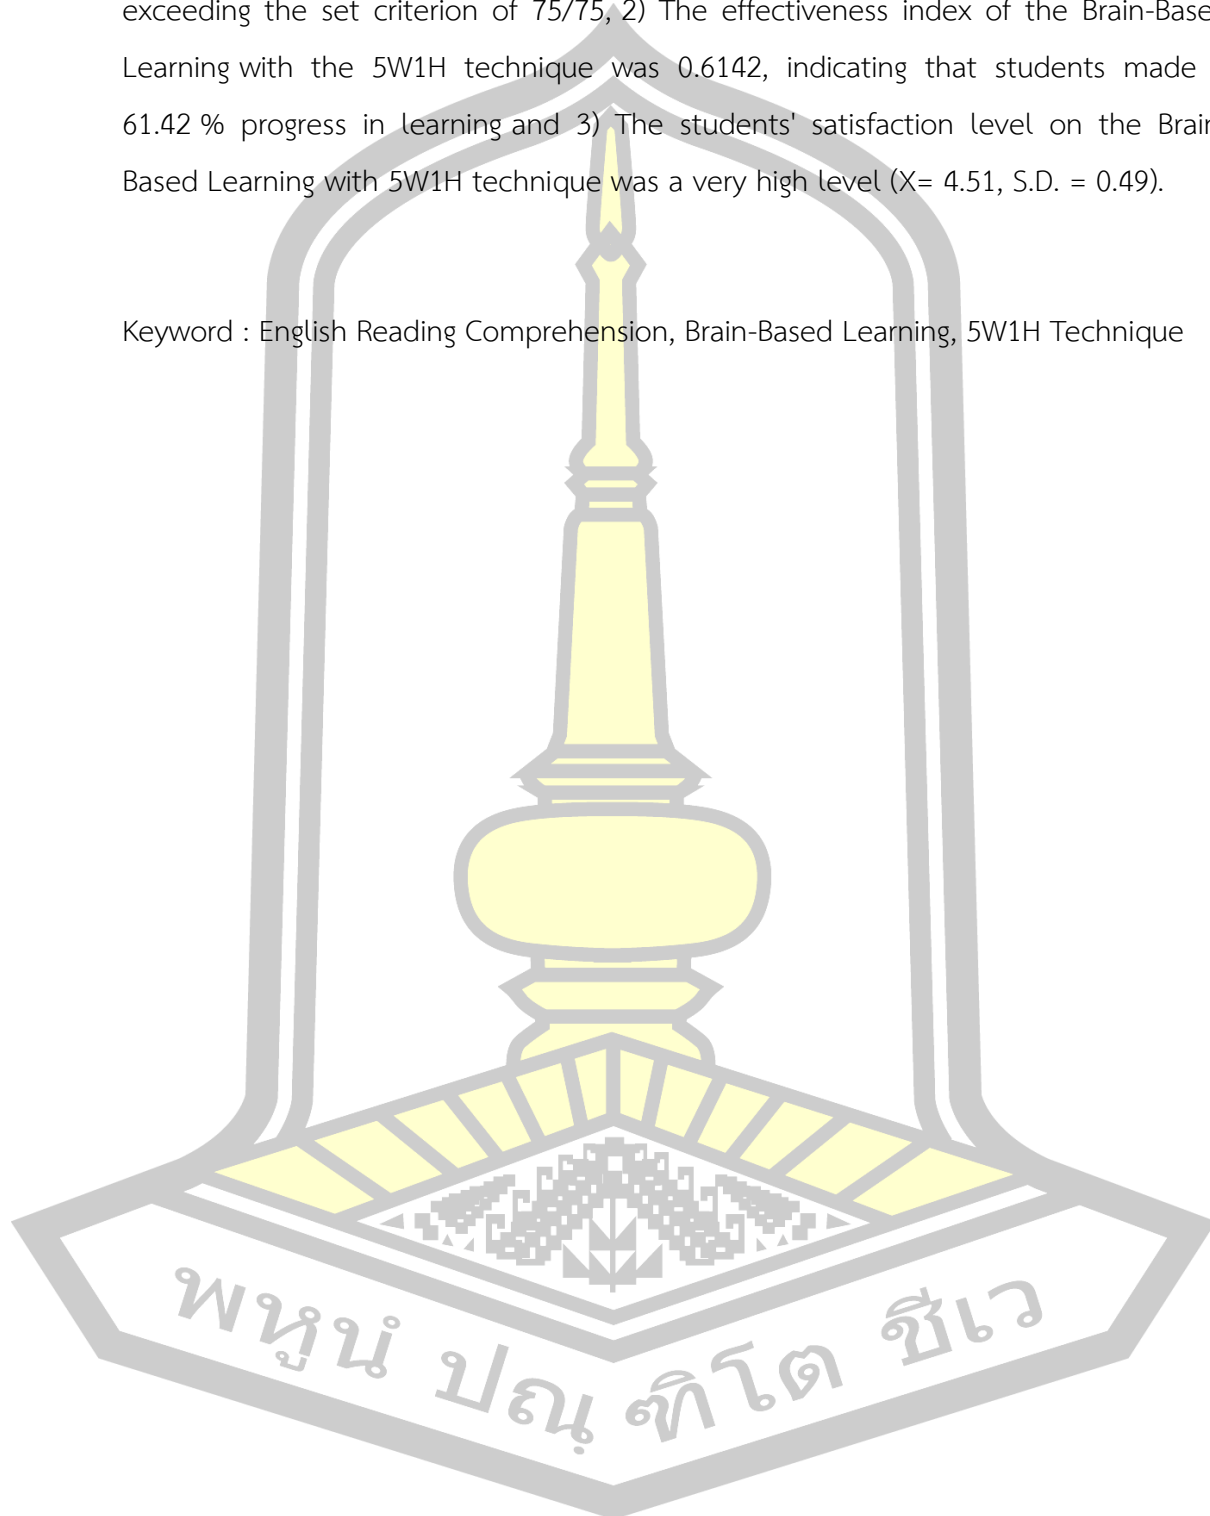 exceeding the set criterion of 75/75, 2) The effectiveness index of the Brain-Base
Learning with the 5W1H technique was 0.6142, indicating that students made
61.42 % progress in learning and 3) The students' satisfaction level on the Brain
Based Learning with 5W1H technique was a very high level (X= 4.51, S.D. = 0.49).
Keyword : English Reading Comprehension, Brain-Based Learning, 5W1H Technique
พหูนํ ปณฺฑิโต ชีเว